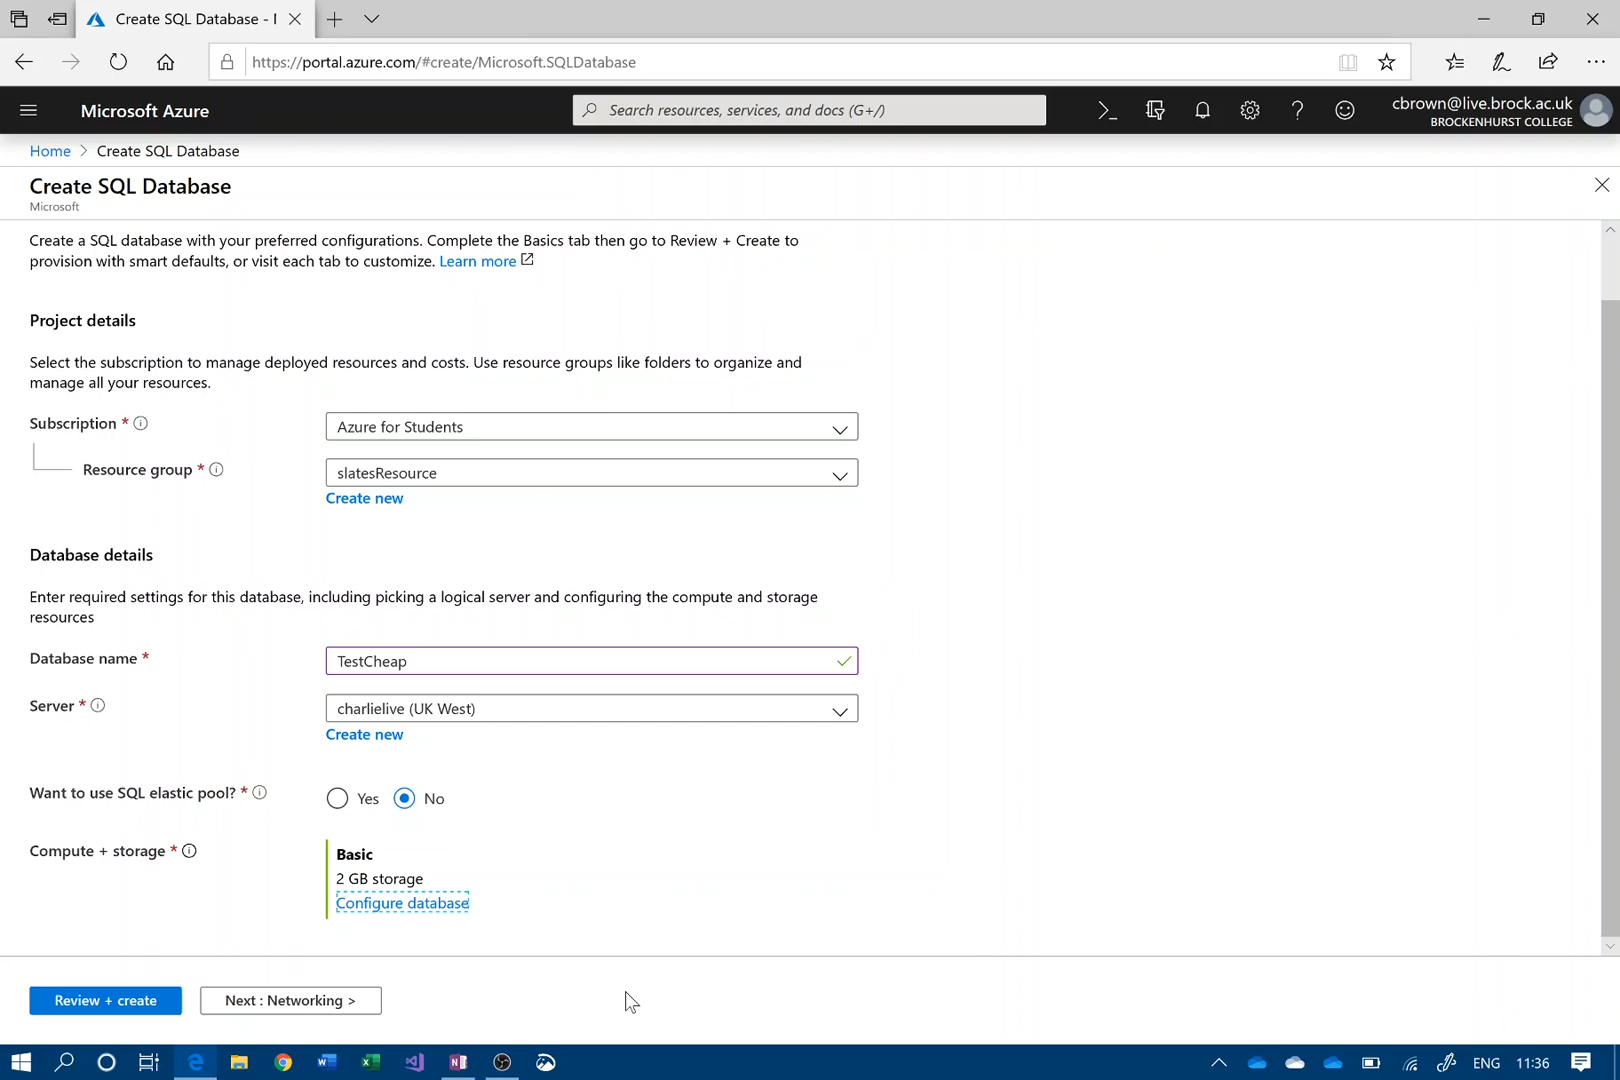 Create SQL Database - I
https://portal.azure.com/#create/Microsoft.SQLDatabase
Microsoft Azure
Search resources, services, and docs (G+/)
cbrown@live.brock.ac.uk
BROCKENHURST COLLEGE
Home > Create SQL Database
Create SQL Database
Microsoft
Create a SQL database with your preferred configurations. Complete the Basics tab then go to Review + Create to
provision with smart defaults, or visit each tab to customize. Learn more
Project details
Select the subscription to manage deployed resources and costs. Use resource groups like folders to organize and
manage all your resources.
Subscription *
Azure for Students
Resource group *
slatesResource
Create new
Database details
Enter required settings for this database, including picking a logical server and configuring the compute and storage
resources
Database name *
TestCheap
Server *
charlielive (UK West)
Create new
Want to use SQL elastic pool? *
Yes No
Compute + storage *
Basic
2 GB storage
Configure database
Review + create
Next : Networking >
ENG 11:36